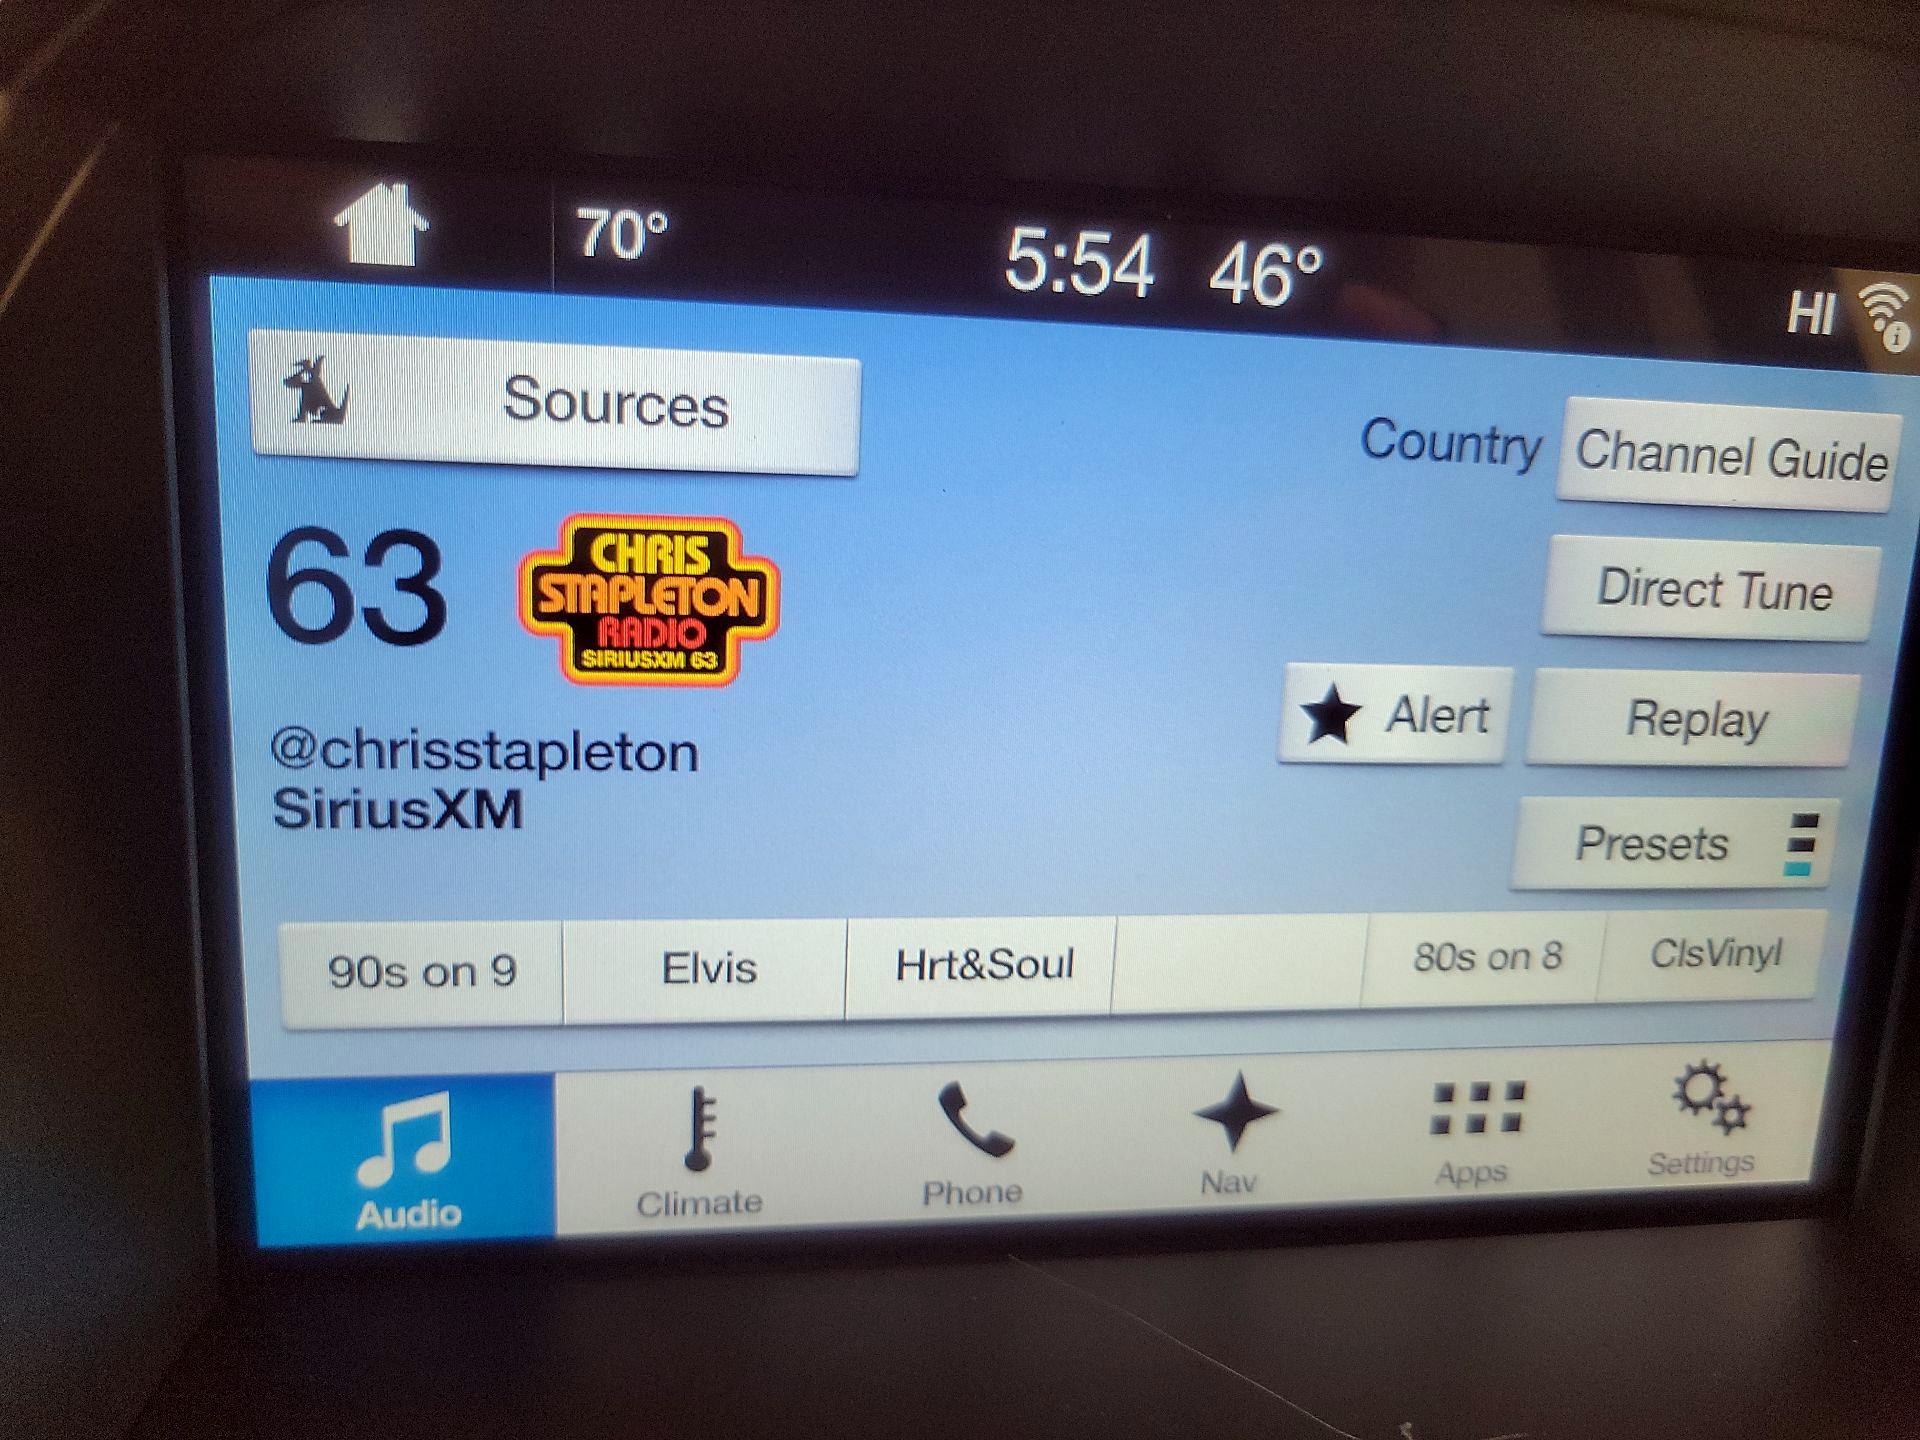 70° 5:54 46° HI
Sources
Country Channel Guide
63
CHRIS
STAPLETON
RADIO
SIRIUSXM 63
Direct Tune
@chrisstapleton
SiriusXM
Alert Replay
Presets
90s on 9 Elvis Hrt&Soul 80s on 8 ClsVinyl
Audio Climate Phone Nav Apps Settings